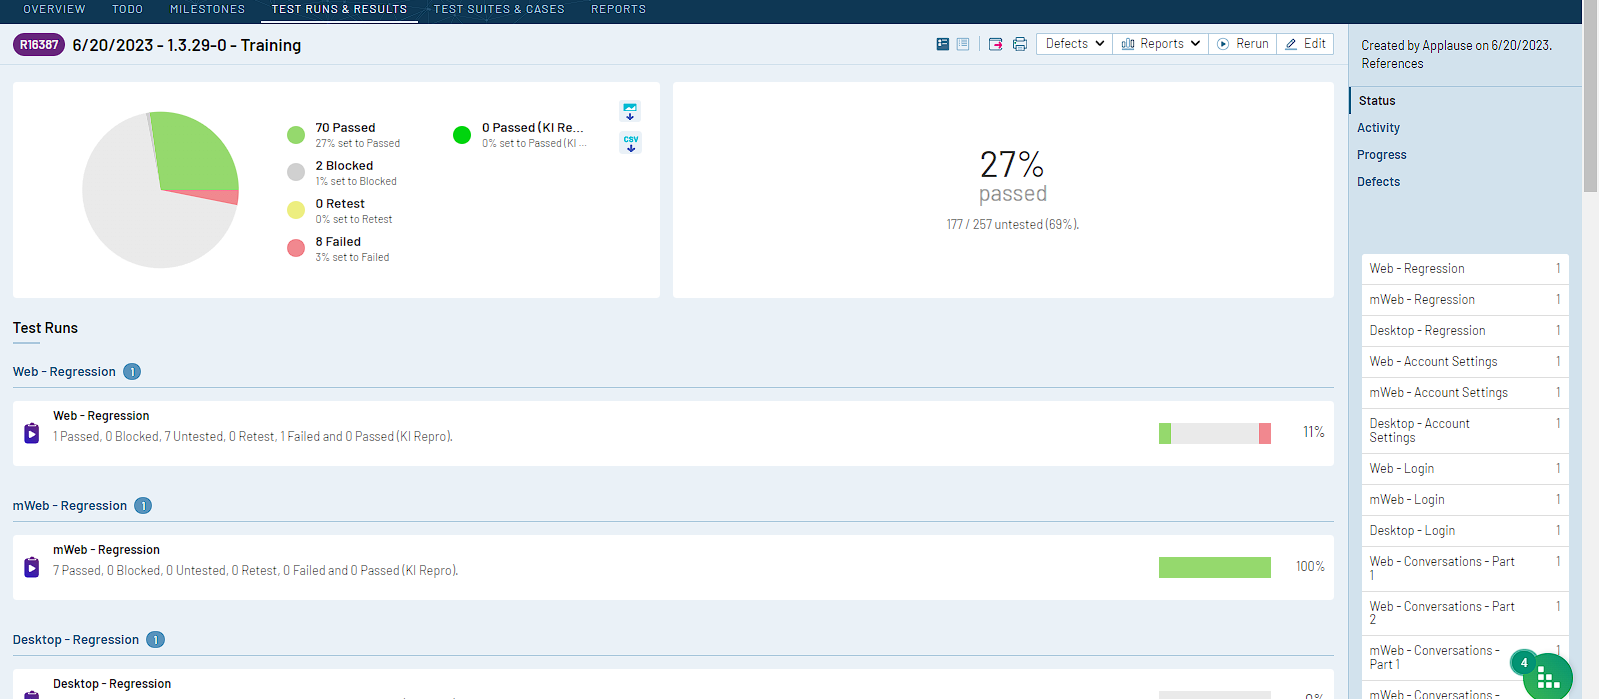 OVERVIEW TODO MILESTONES TEST RUNS & RESULTS TEST SUITES & CASES REPORTS
R16387 6/20/2023 - 1.3.29-0 - Training
Defects Reports Rerun Edit
70 Passed
27% set to Passed
2 Blocked
1% set to Blocked
0 Retest
0% set to Retest
8 Failed
3% set to Failed
0 Passed (KI Re...
0% set to Passed (KI ...
CSV
27%
passed
177 / 257 untested (69%).
Test Runs
Web - Regression 1
Web - Regression
1 Passed, 0 Blocked, 7 Untested, 0 Retest, 1 Failed and 0 Passed (KI Repro).
11%
mWeb - Regression 1
mWeb - Regression
7 Passed, 0 Blocked, 0 Untested, 0 Retest, 0 Failed and 0 Passed (KI Repro).
100%
Desktop - Regression 1
Desktop - Regression
0%
Created by Applause on 6/20/2023.
References
Status
Activity
Progress
Defects
Web - Regression 1
mWeb - Regression 1
Desktop - Regression 1
Web - Account Settings 1
mWeb - Account Settings 1
Desktop - Account 1
Settings
Web - Login 1
mWeb - Login 1
Desktop - Login 1
Web - Conversations - Part 1
1
Web - Conversations - Part 1
2
mWeb - Conversations - 1
Part 1
mWeb - Conversations -
4